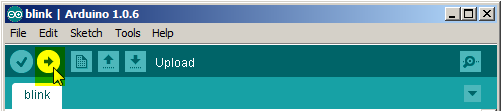 blink | Arduino 1.0.6
File Edit Sketch Tools Help
Upload
blink